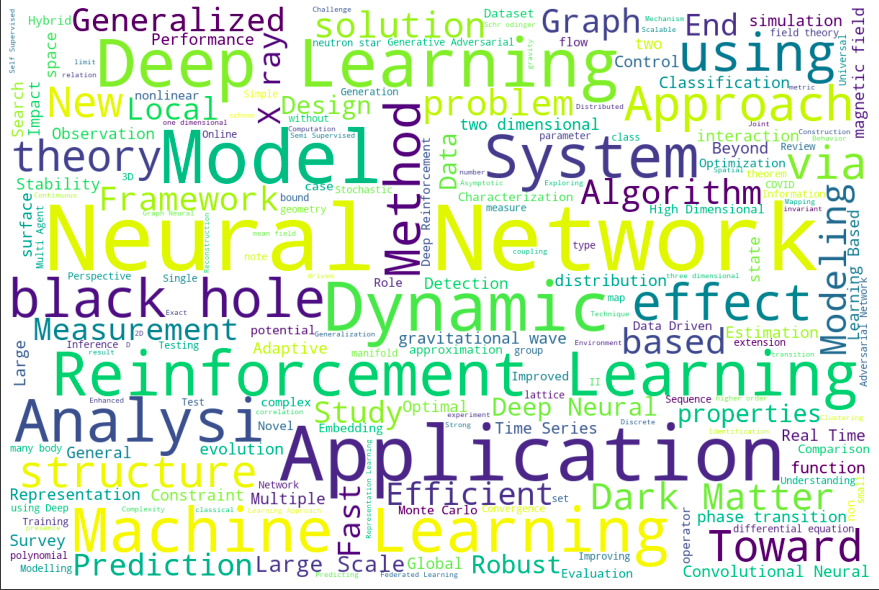 Self Supervised
Hybrid
Generalized
Performance
space
Search
Impact
X ray
Challenge
solution
Dataset
neutron star
Generative Adversarial
Mechanism
Scalable
Graph
End
simulation
field theory
flow
two
Control
using
Universal
magnetic field
Deep Learning
gravity
New
nonlinear
Local
Simple
Generation
Design
without
problem
Distributed
Classification
metric
Approach
Observation
one dimensional
Online
Computation
Semi Supervised
two dimensional
parameter
class
interaction
Joint
Construction
Behavior
Beyond
Review
via
theory
Model
Method
Data
System
Optimization
Spatial
theorem
Stability
3D
case
Stochastic
Characterization
number
Asymptotic
Exploring
Algorithm
COVID
Information
Continuous
Framework
bound
geometry
Deep Reinforcement
measure
High Dimensional
Mapping
invariant
surface
Multi Agent
Graph Neural
Reconstruction
mean field
note
Neural Network
coupling
type
state
Modeling
Learning Based
Adversarial Network
Perspective
Single
driven
Role
Detection
distribution
three dimensional
black hole
Exact
Dynamic
map
Technique
effect
Measurement
2D
potential
Generalization
gravitational wave
Environment
Data Driven
extension
based
Estimation
Inference
D
Testing
Adaptive
manifold
approximation
group
transition
Large
result
Reinforcement Learning
Improved
II
Enhanced
Test
complex
correlation
lattice
Sequence
Higher order
Clustering
Analysi
Novel
Embedding
Study
Optimal
experiment
Strong
Deep Neural
Time Series
Discrete
Identification
properties
Real Time
Comparison
many body
General
evolution
Application
function
Understanding
structure
Network
Representation Learning
Representation
Constraint
Multiple
Fast
Efficient
set
Dark Matter
non
small
using Deep
Complexity
classical
Learning Approach
Monte Carlo
convergence
phase transition
Training
presence
Machine Learning
operator
differential equation
Survey
polynomial
Toward
Modelling
Prediction
Large Scale
Predicting
Global
Federated Learning
Robust
Improving
Evaluation
Convolutional Neural